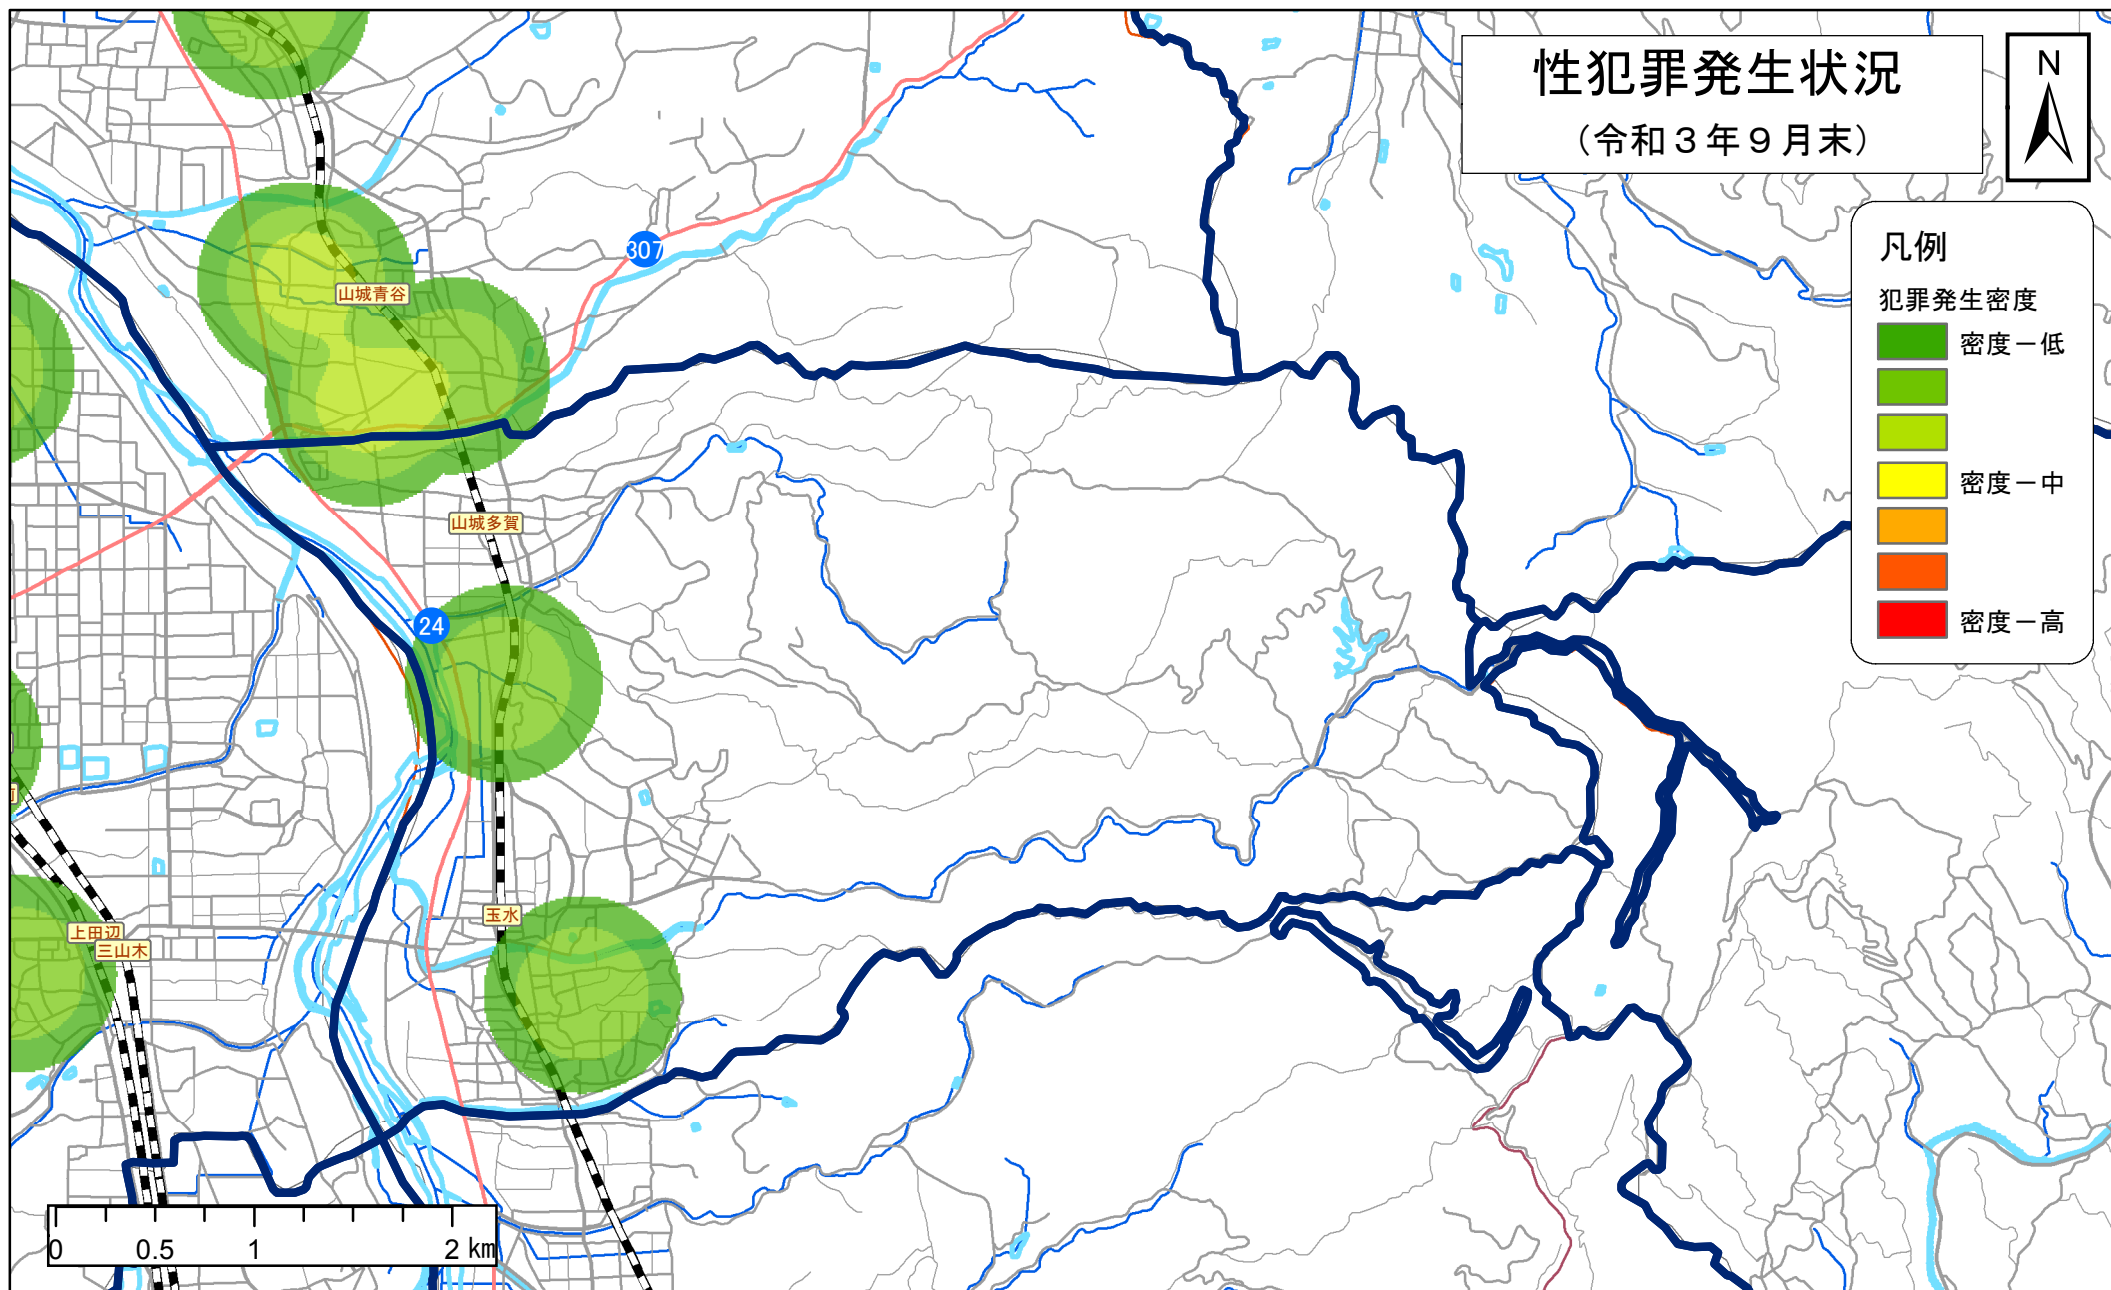 性犯罪発生状況
（令和３年９月末）
N
凡例
犯罪発生密度
密度－低
密度－中
密度－高
307
山城青谷
山城多賀
24
玉水
上田辺
三山木
0 0.5 1 2 km